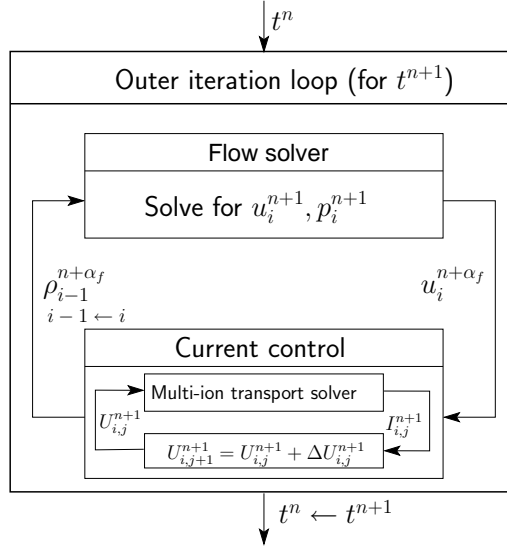 t^n
Outer iteration loop (for t^{n+1})
Flow solver
Solve for u_i^{n+1}, p_i^{n+1}
ρ_{i−1}^{n+α_f}
i − 1 ← i
u_i^{n+α_f}
Current control
Multi-ion transport solver
U_{i,j}^{n+1}
I_{i,j}^{n+1}
U_{i,j+1}^{n+1} = U_{i,j}^{n+1} + ΔU_{i,j}^{n+1}
t^n ← t^{n+1}